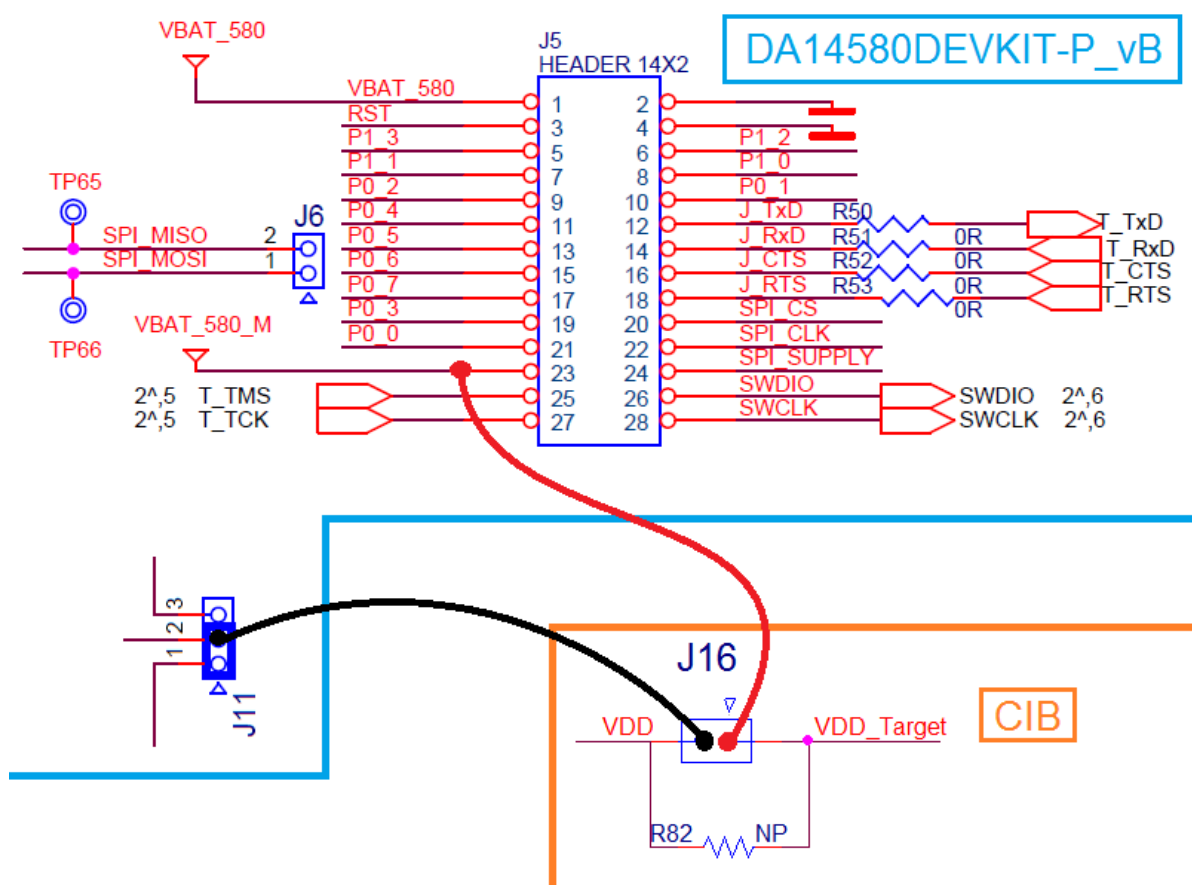 VBAT_580
J5
HEADER 14X2
DA14580DEVKIT-P_vB
VBAT_580 1 2
RST 3 4
P1_3 5 6 P1_2
P1_1 7 8 P1_0
P0_2 9 10 P0_1
P0_4 11 12 J_TxD R50 T_TxD
P0_5 13 14 J_RxD R51 0R T_RxD
P0_6 15 16 J_CTS R52 0R T_CTS
P0_7 17 18 J_RTS R53 0R T_RTS
0R
P0_3 19 20 SPI_CS
P0_0 21 22 SPI_CLK
23 24 SPI_SUPPLY
2^,5 T_TMS 25 26 SWDIO SWDIO 2^,6
2^,5 T_TCK 27 28 SWCLK SWCLK 2^,6
TP65
J6
SPI_MISO 2
SPI_MOSI 1
TP66
VBAT_580_M
3
2
1
J11
J16
CIB
VDD VDD_Target
R82 NP